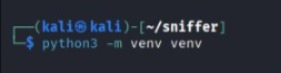 ┌──(kali㉿kali)-[~/sniffer]
└─$ python3 -m venv venv